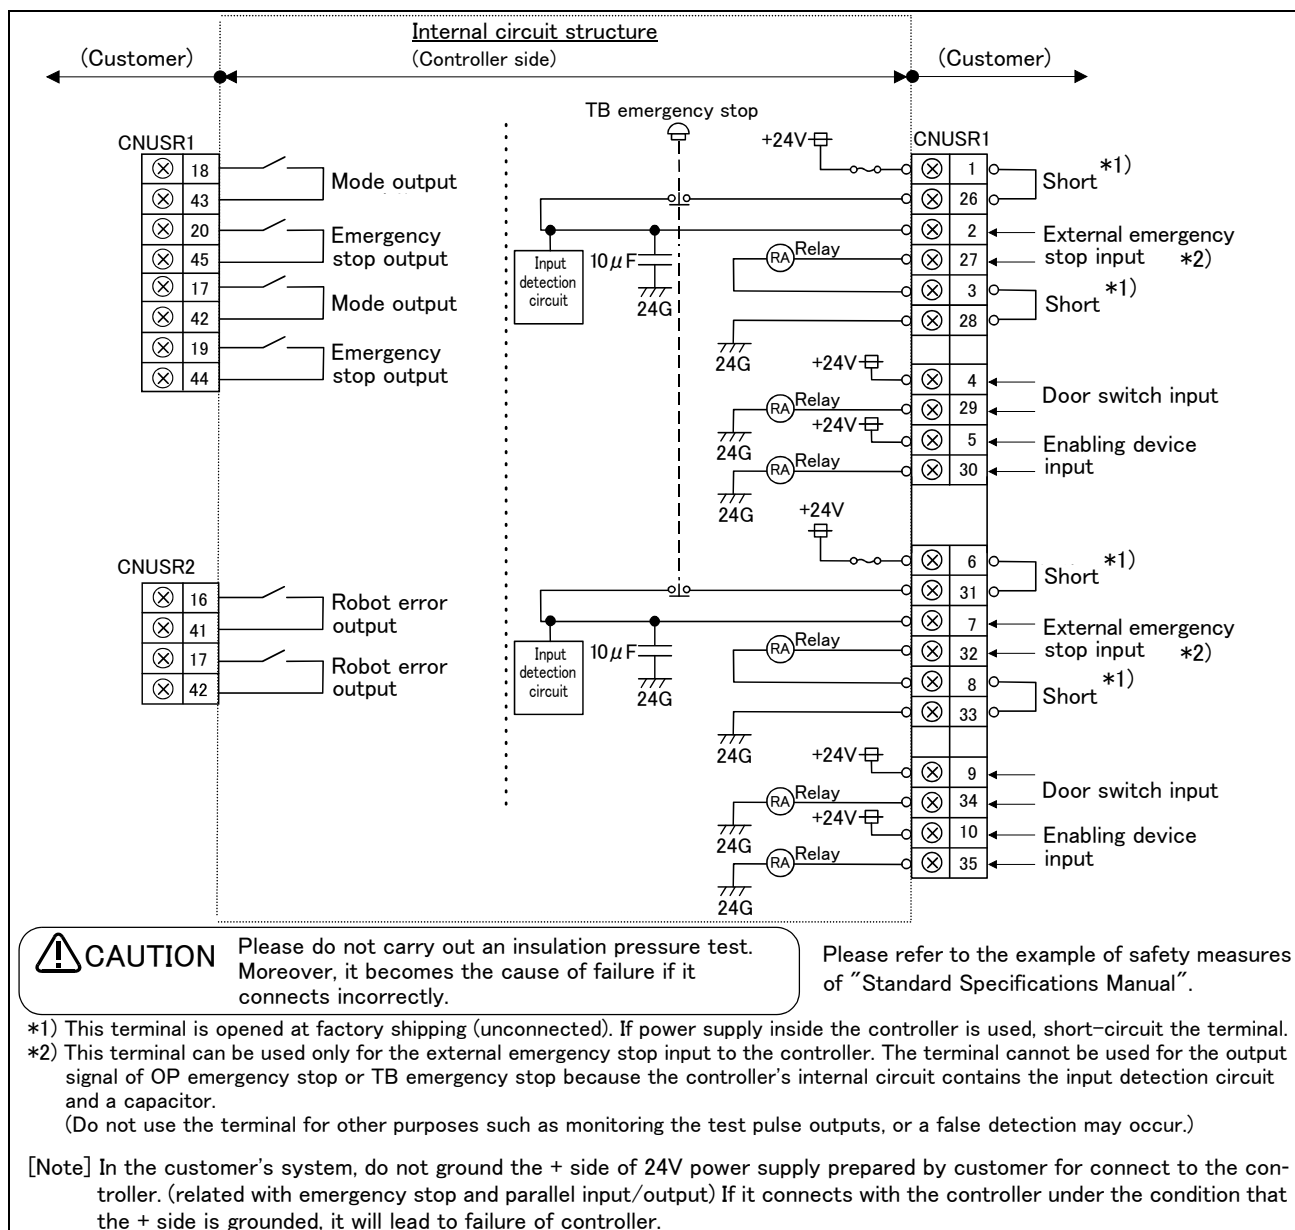 Internal circuit structure
(Customer)
(Controller side)
(Customer)
TB emergency stop
CNUSR1
18
43
20
45
17
42
19
44
Mode output
Emergency
stop output
Mode output
Emergency
stop output
CNUSR2
16
41
17
42
Robot error
output
Robot error
output
Input
detection
circuit
10μF
24G
+24V
Relay
RA
24G
+24V
Relay
RA
24G
+24V
Relay
RA
24G
CNUSR1
1
26
2
27
3
28
4
29
5
30
Short *1)
External emergency
stop input *2)
Short *1)
Door switch input
Enabling device
input
Input
detection
circuit
10μF
24G
+24V
Relay
RA
24G
+24V
Relay
RA
24G
+24V
Relay
RA
24G
6
31
7
32
8
33
9
34
10
35
Short *1)
External emergency
stop input *2)
Short *1)
Door switch input
Enabling device
input
CAUTION
Please do not carry out an insulation pressure test.
Moreover, it becomes the cause of failure if it
connects incorrectly.
Please refer to the example of safety measures
of "Standard Specifications Manual".
*1) This terminal is opened at factory shipping (unconnected). If power supply inside the controller is used, short-circuit the terminal.
*2) This terminal can be used only for the external emergency stop input to the controller. The terminal cannot be used for the output
signal of OP emergency stop or TB emergency stop because the controller's internal circuit contains the input detection circuit
and a capacitor.
(Do not use the terminal for other purposes such as monitoring the test pulse outputs, or a false detection may occur.)
[Note] In the customer's system, do not ground the + side of 24V power supply prepared by customer for connect to the con-
troller. (related with emergency stop and parallel input/output) If it connects with the controller under the condition that
the + side is grounded, it will lead to failure of controller.